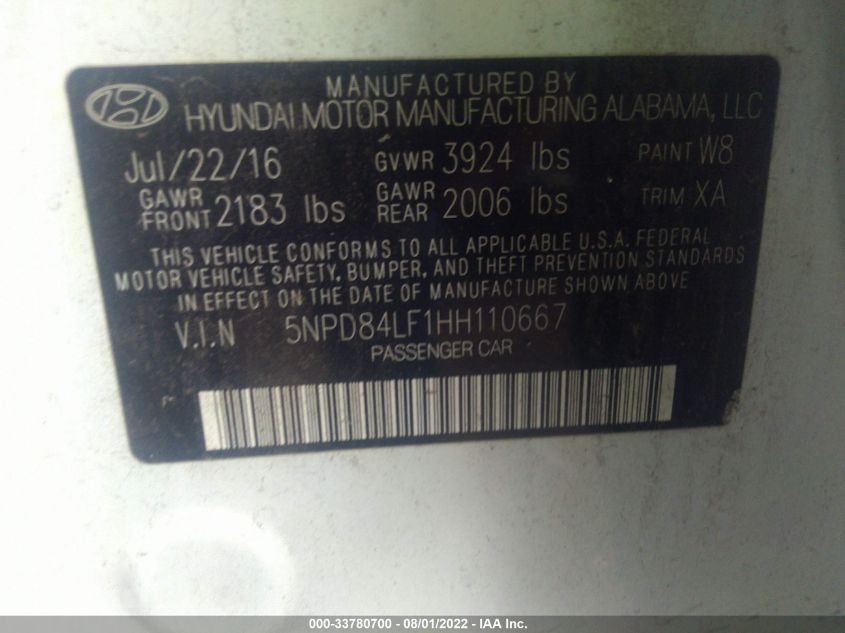 MANUFACTURED BY
HYUNDAI MOTOR MANUFACTURING ALABAMA, LLC
Jul/22/16 GVWR 3924 lbs PAINT W8
GAWR FRONT 2183 lbs GAWR REAR 2006 lbs TRIM XA
THIS VEHICLE CONFORMS TO ALL APPLICABLE U.S.A. FEDERAL
MOTOR VEHICLE SAFETY, BUMPER, AND THEFT PREVENTION STANDARDS
IN EFFECT ON THE DATE OF MANUFACTURE SHOWN ABOVE
V.I.N 5NPD84LF1HH110667
PASSENGER CAR
000-33780700 - 08/01/2022 - IAA Inc.